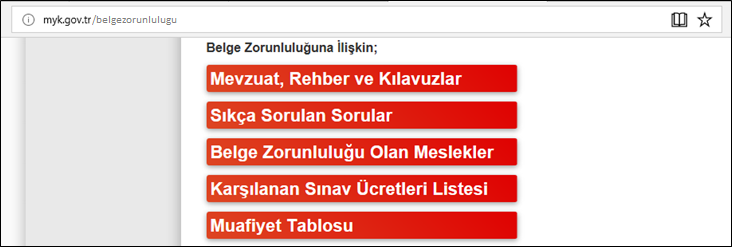 myk.gov.tr/belgezorunlulugu
Belge Zorunluluğuna İlişkin;
Mevzuat, Rehber ve Kılavuzlar
Sıkça Sorulan Sorular
Belge Zorunluluğu Olan Meslekler
Karşılanan Sınav Ücretleri Listesi
Muafiyet Tablosu